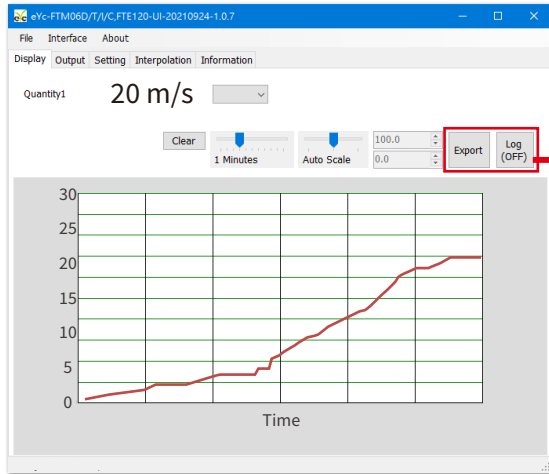 eYc eYc-FTM06D/T/I/C,FTE120-UI-20210924-1.0.7
File Interface About
Display Output Setting Interpolation Information
Quantity1 20 m/s
Clear 1 Minutes Auto Scale 100.0 0.0 Export Log (OFF)
30
25
20
15
10
5
0
Time